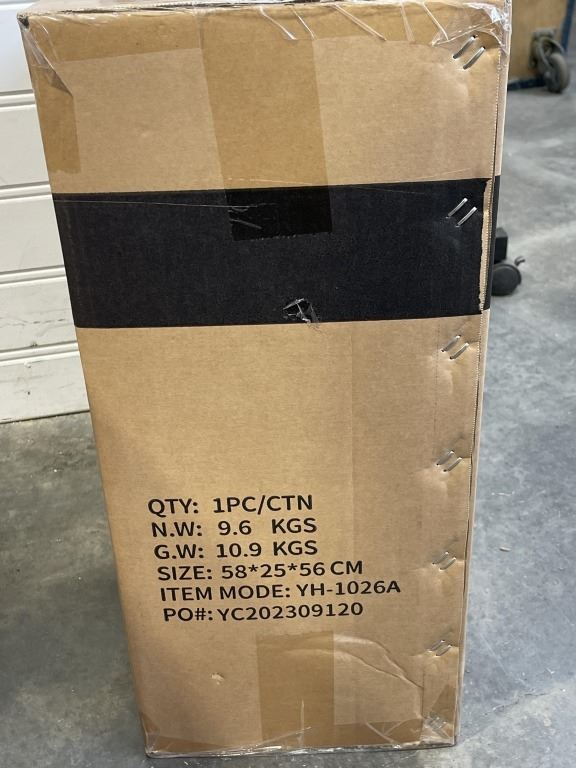 QTY: 1PC/CTN
N.W: 9.6 KGS
G.W: 10.9 KGS
SIZE: 58*25*56 CM
ITEM MODE: YH-1026A
PO#: YC202309120